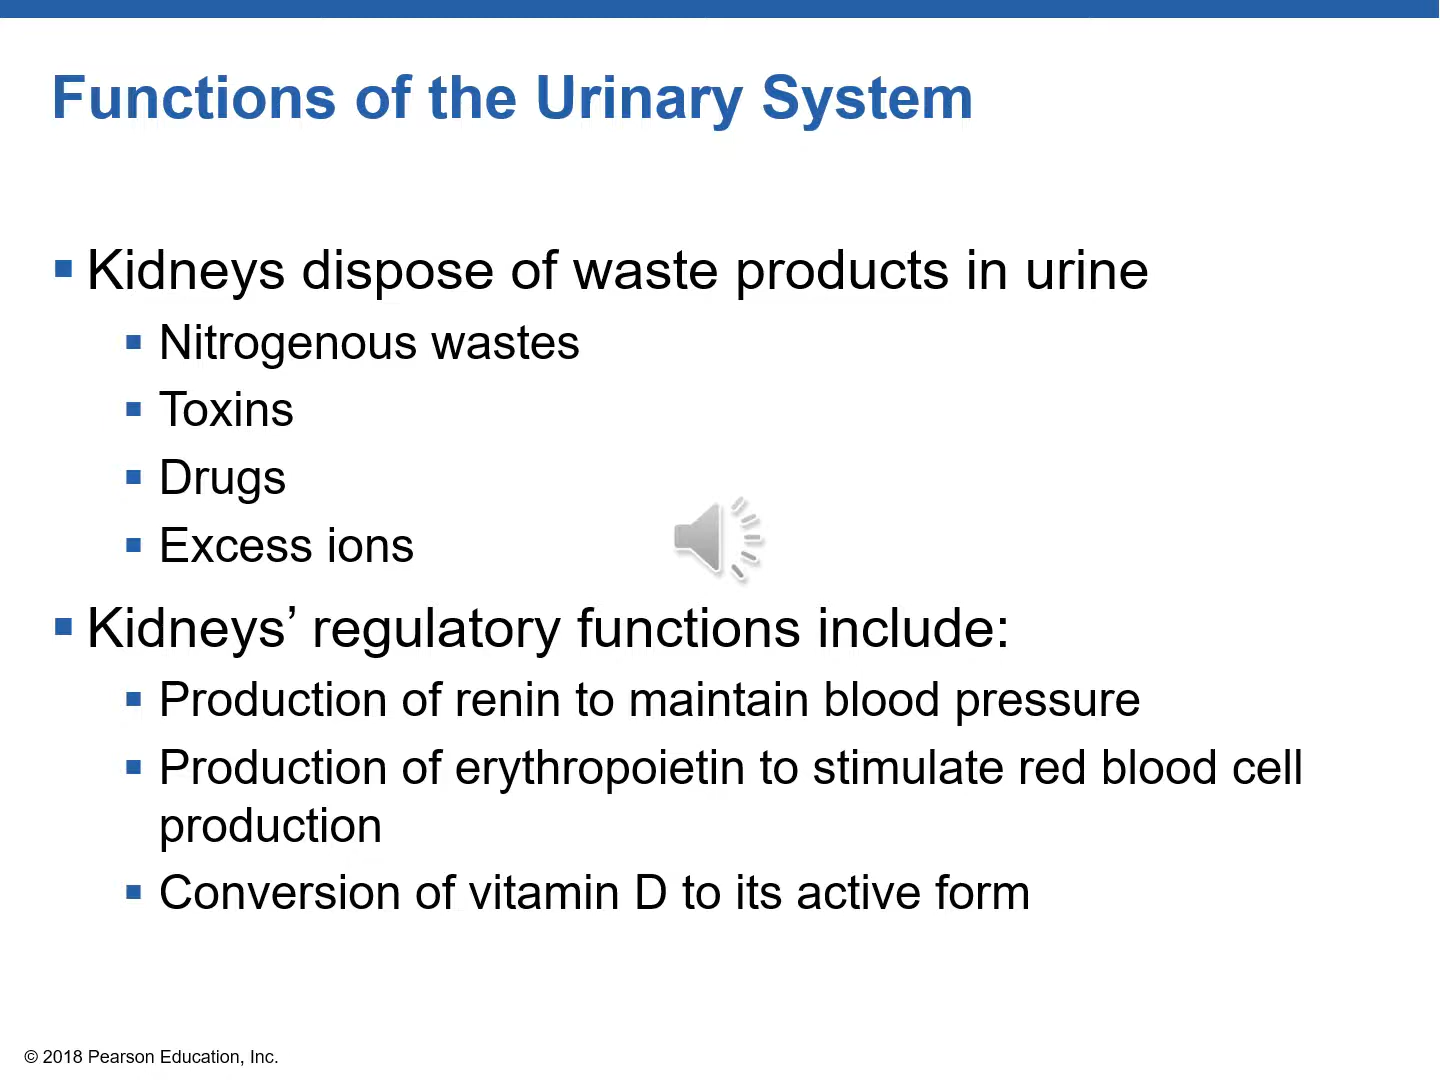 Functions of the Urinary System
Kidneys dispose of waste products in urine
Nitrogenous wastes
Toxins
Drugs
Excess ions
Kidneys’ regulatory functions include:
Production of renin to maintain blood pressure
Production of erythropoietin to stimulate red blood cell
production
Conversion of vitamin D to its active form
© 2018 Pearson Education, Inc.